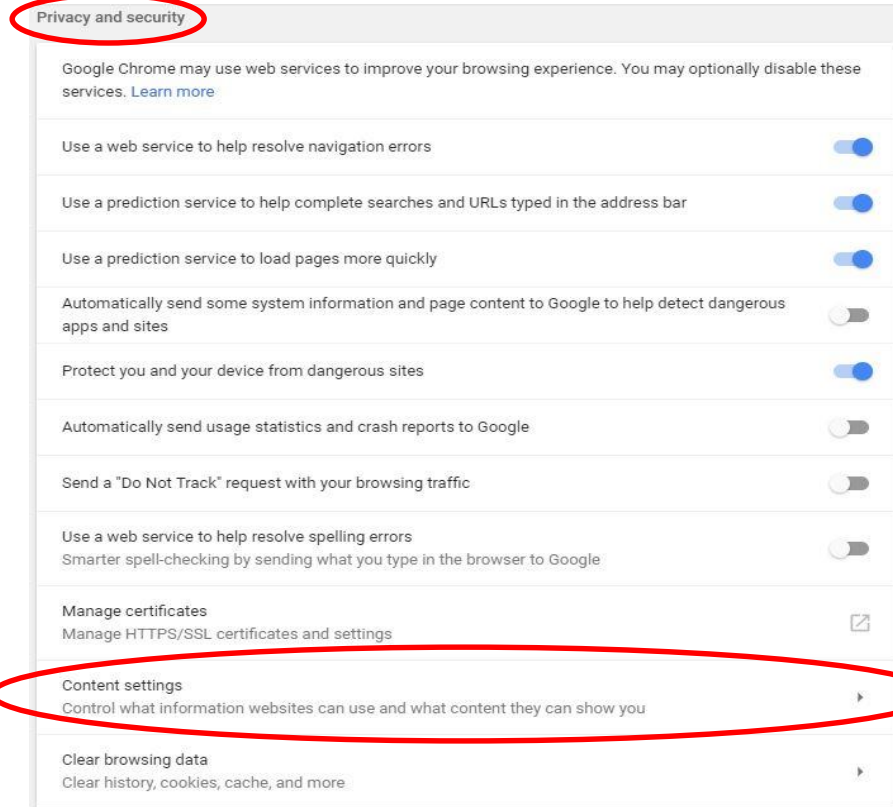 Privacy and security
Google Chrome may use web services to improve your browsing experience. You may optionally disable these
services. Learn more
Use a web service to help resolve navigation errors
Use a prediction service to help complete searches and URLs typed in the address bar
Use a prediction service to load pages more quickly
Automatically send some system information and page content to Google to help detect dangerous
apps and sites
Protect you and your device from dangerous sites
Automatically send usage statistics and crash reports to Google
Send a "Do Not Track" request with your browsing traffic
Use a web service to help resolve spelling errors
Smarter spell-checking by sending what you type in the browser to Google
Manage certificates
Manage HTTPS/SSL certificates and settings
Content settings
Control what information websites can use and what content they can show you
Clear browsing data
Clear history, cookies, cache, and more